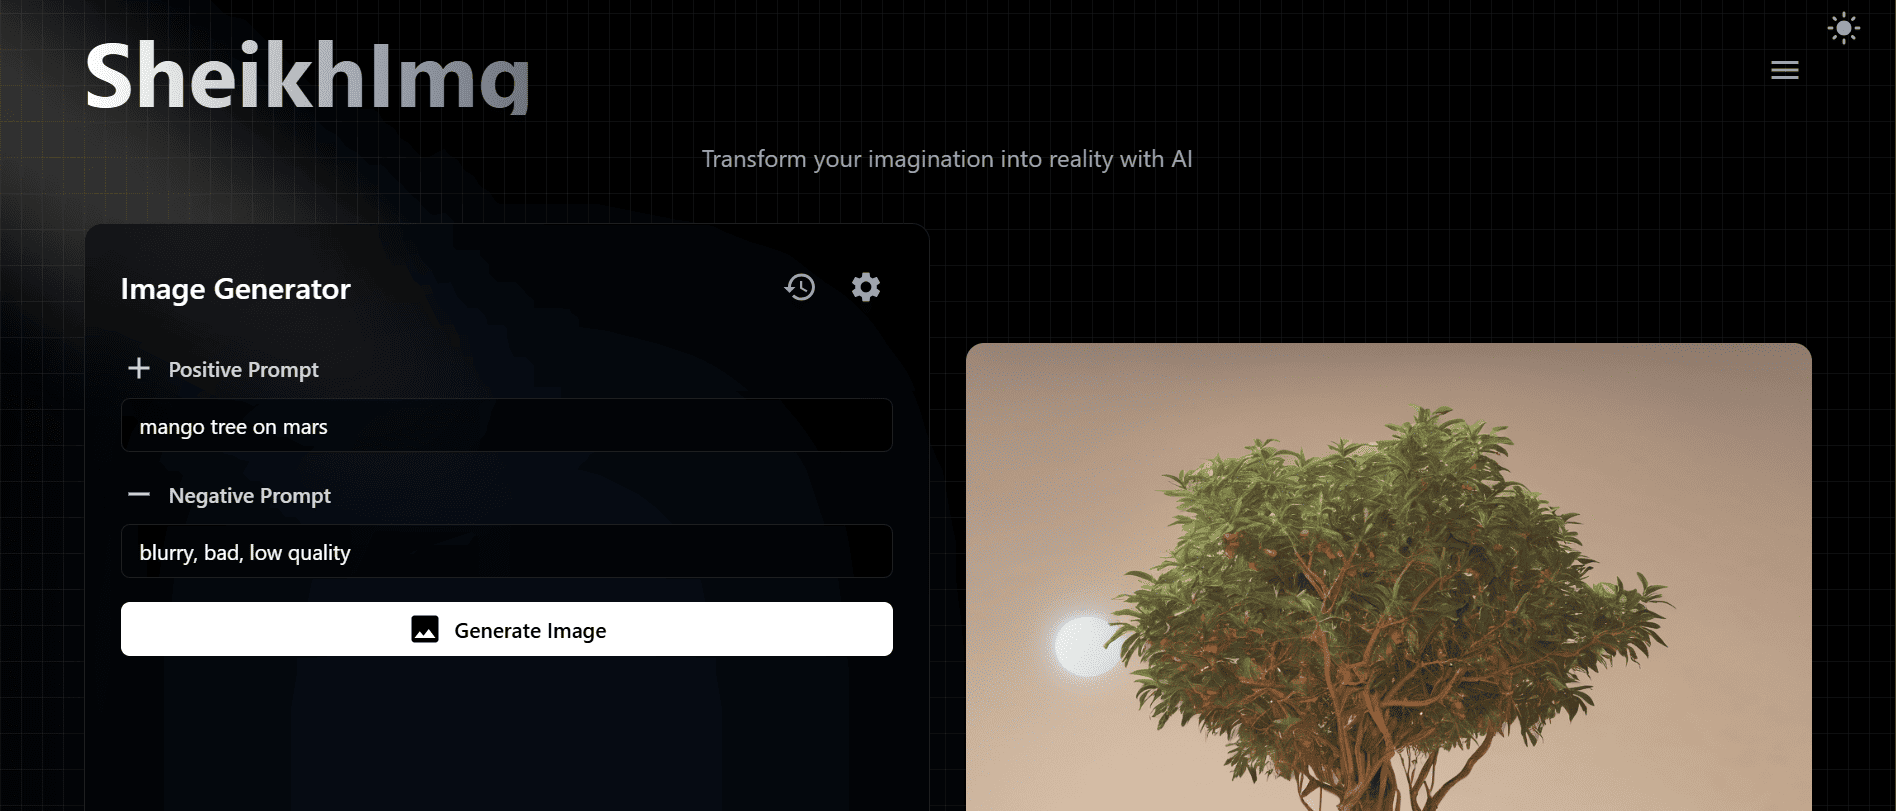 SheikhImg
Transform your imagination into reality with AI
Image Generator
Positive Prompt
mango tree on mars
Negative Prompt
blurry, bad, low quality
Generate Image